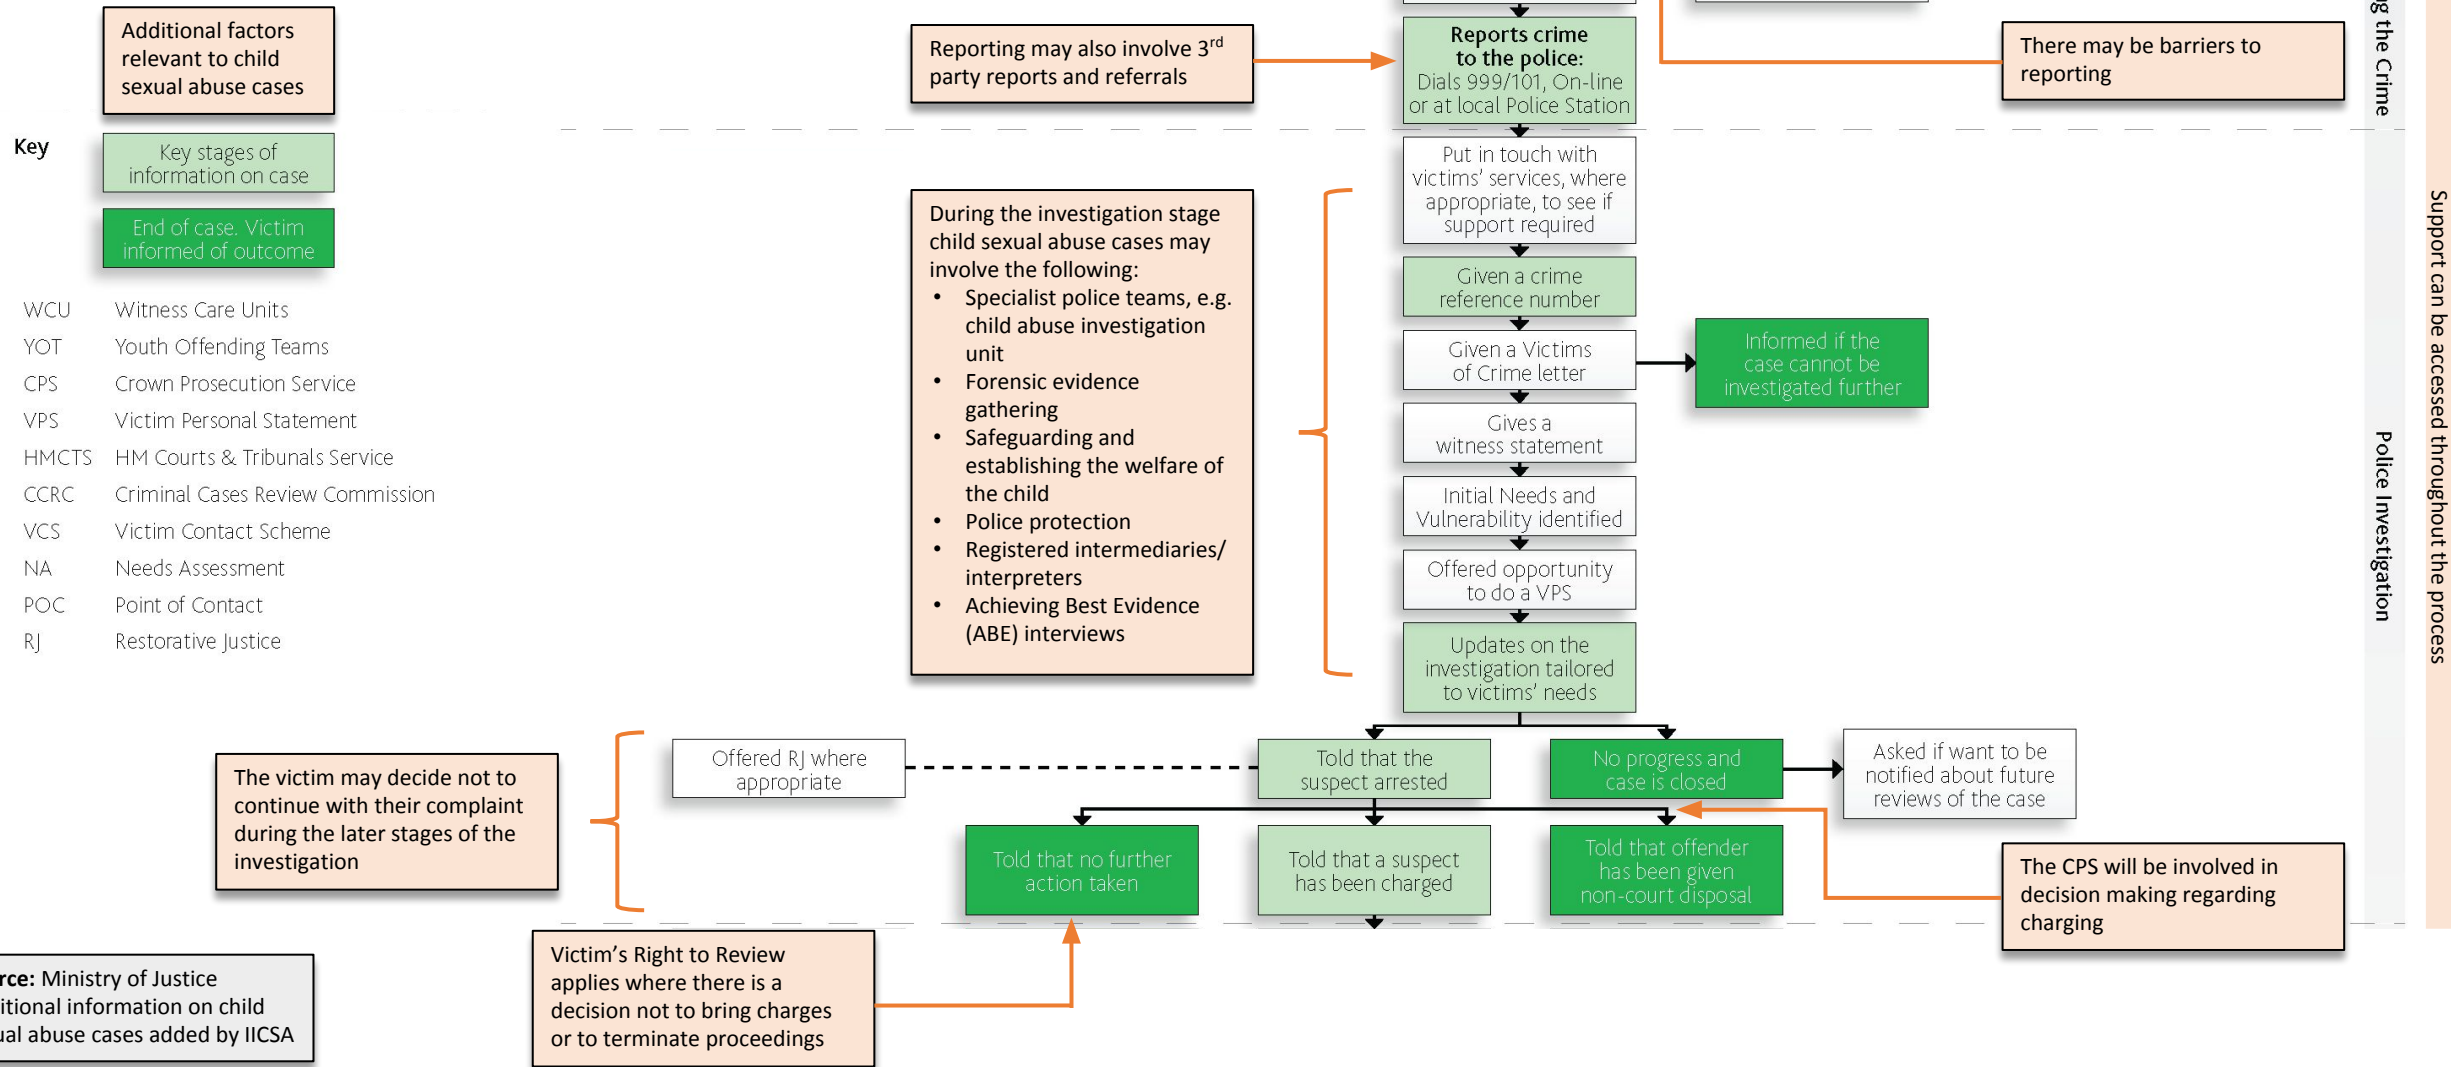 Additional factors
relevant to child
sexual abuse cases
Key
Key stages of
information on case
End of case. Victim
informed of outcome
WCU Witness Care Units
YOT Youth Offending Teams
CPS Crown Prosecution Service
VPS Victim Personal Statement
HMCTS HM Courts & Tribunals Service
CCRC Criminal Cases Review Commission
VCS Victim Contact Scheme
NA Needs Assessment
POC Point of Contact
RJ Restorative Justice
Reporting may also involve 3rd
party reports and referrals
Reports crime
to the police:
Dials 999/101, On-line
or at local Police Station
There may be barriers to
reporting
the Crime
Put in touch with
victims' services, where
appropriate, to see if
support required
During the investigation stage
child sexual abuse cases may
involve the following:
• Specialist police teams, e.g.
child abuse investigation
unit
• Forensic evidence
gathering
• Safeguarding and
establishing the welfare of
the child
• Police protection
• Registered intermediaries/
interpreters
• Achieving Best Evidence
(ABE) interviews
Given a crime
reference number
Given a Victims
of Crime letter
Informed if the
case cannot be
investigated further
Gives a
witness statement
Initial Needs and
Vulnerability identified
Offered opportunity
to do a VPS
Updates on the
investigation tailored
to victims' needs
Police Investigation
Support can be accessed throughout the process
The victim may decide not to
continue with their complaint
during the later stages of the
investigation
Offered RJ where
appropriate
Told that the
suspect arrested
No progress and
case is closed
Asked if want to be
notified about future
reviews of the case
Told that no further
action taken
Told that a suspect
has been charged
Told that offender
has been given
non-court disposal
The CPS will be involved in
decision making regarding
charging
Victim's Right to Review
applies where there is a
decision not to bring charges
or to terminate proceedings
rce: Ministry of Justice
itional information on child
ual abuse cases added by IICSA